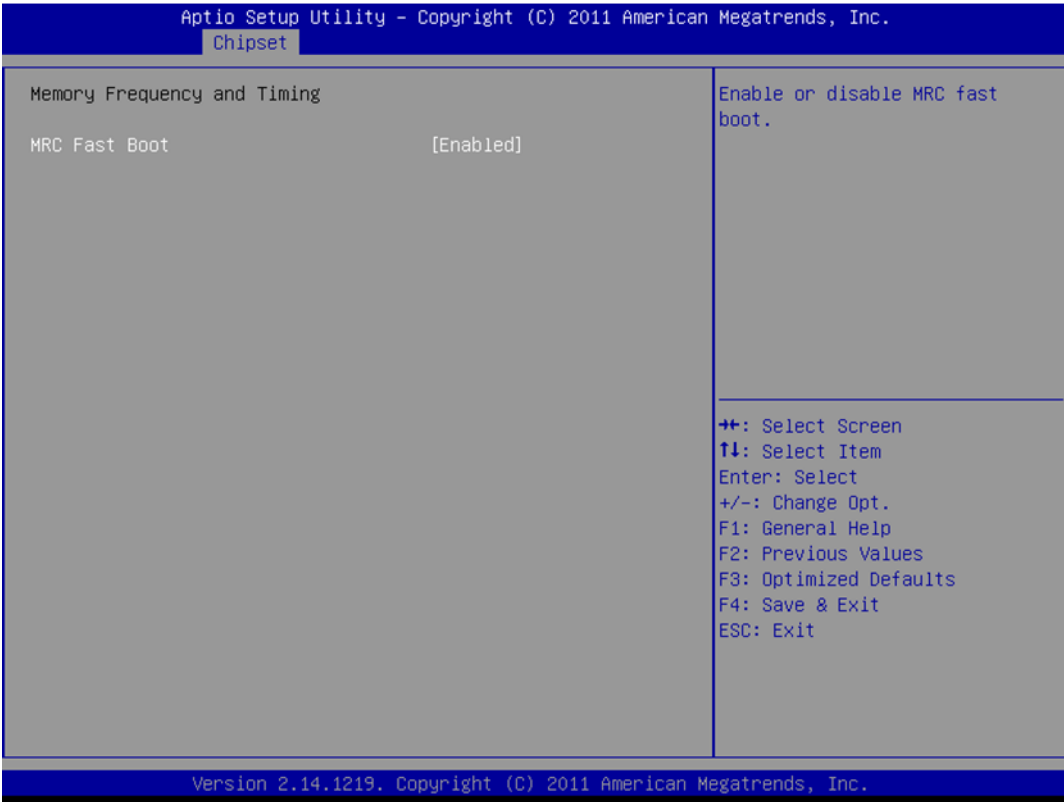 Aptio Setup Utility – Copyright (C) 2011 American Megatrends, Inc.
Chipset
Memory Frequency and Timing
MRC Fast Boot [Enabled]
Enable or disable MRC fast
boot.
→←: Select Screen
↑↓: Select Item
Enter: Select
+/-: Change Opt.
F1: General Help
F2: Previous Values
F3: Optimized Defaults
F4: Save & Exit
ESC: Exit
Version 2.14.1219. Copyright (C) 2011 American Megatrends, Inc.